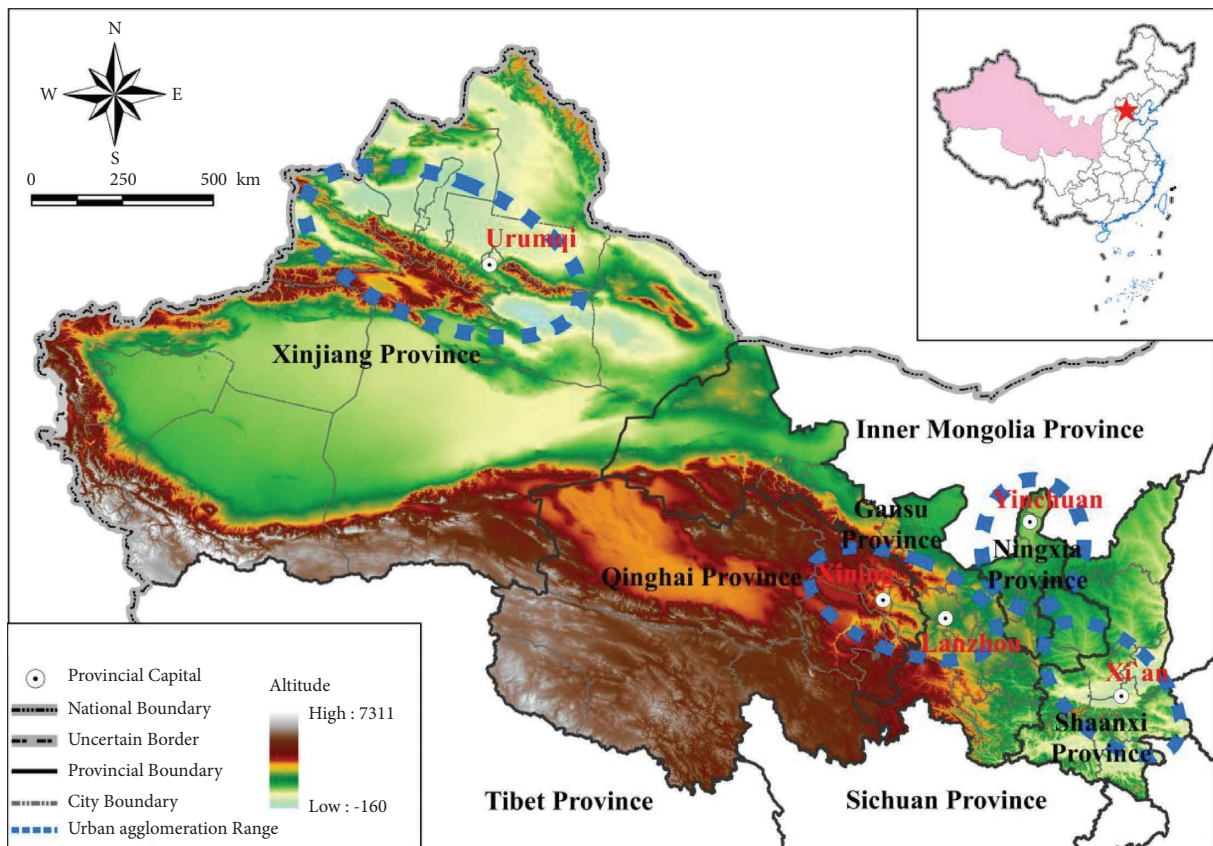 N
W
E
S
0
250
500
km
Urumqi
Xinjiang Province
Inner Mongolia Province
Yinchuan
Gansu
Province
Ningxia
Province
Qinghai Province
Xining
Lanzhou
Xi`an
Shaanxi
Province
Tibet Province
Sichuan Province
Provincial Capital
National Boundary
Uncertain Border
Provincial Boundary
City Boundary
Urban agglomeration Range
Altitude
High : 7311
Low : -160